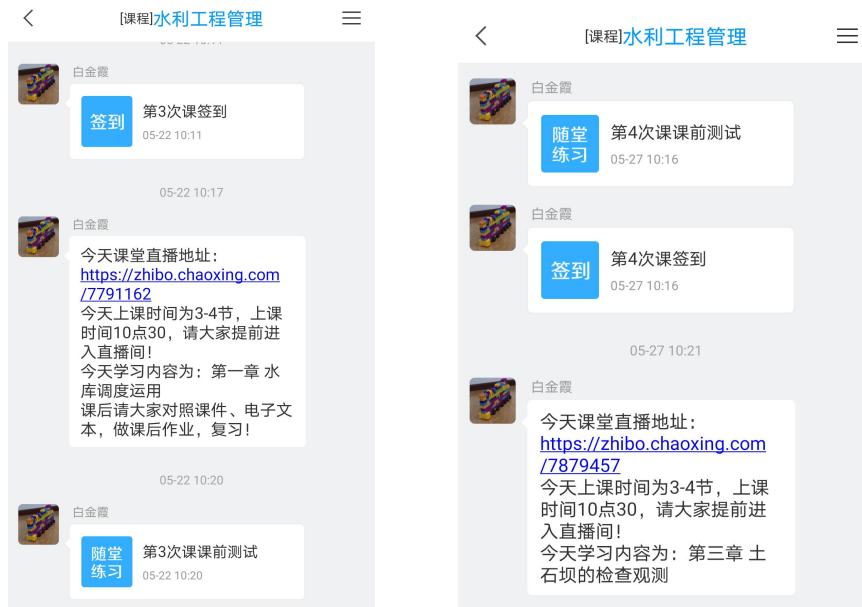 [课程]水利工程管理
白金霞
签到
第3次课签到
05-22 10:11
05-22 10:17
白金霞
今天课堂直播地址：
https://zhibo.chaoxing.com
/7791162
今天上课时间为3-4节，上课
时间10点30，请大家提前进
入直播间！
今天学习内容为：第一章 水
库调度运用
课后请大家对照课件、电子文
本，做课后作业，复习！
05-22 10:20
白金霞
随堂
练习
第3次课课前测试
05-22 10:20
[课程]水利工程管理
白金霞
随堂
练习
第4次课课前测试
05-27 10:16
白金霞
签到
第4次课签到
05-27 10:16
05-27 10:21
白金霞
今天课堂直播地址：
https://zhibo.chaoxing.com
/7879457
今天上课时间为3-4节，上课
时间10点30，请大家提前进
入直播间！
今天学习内容为：第三章 土
石坝的检查观测